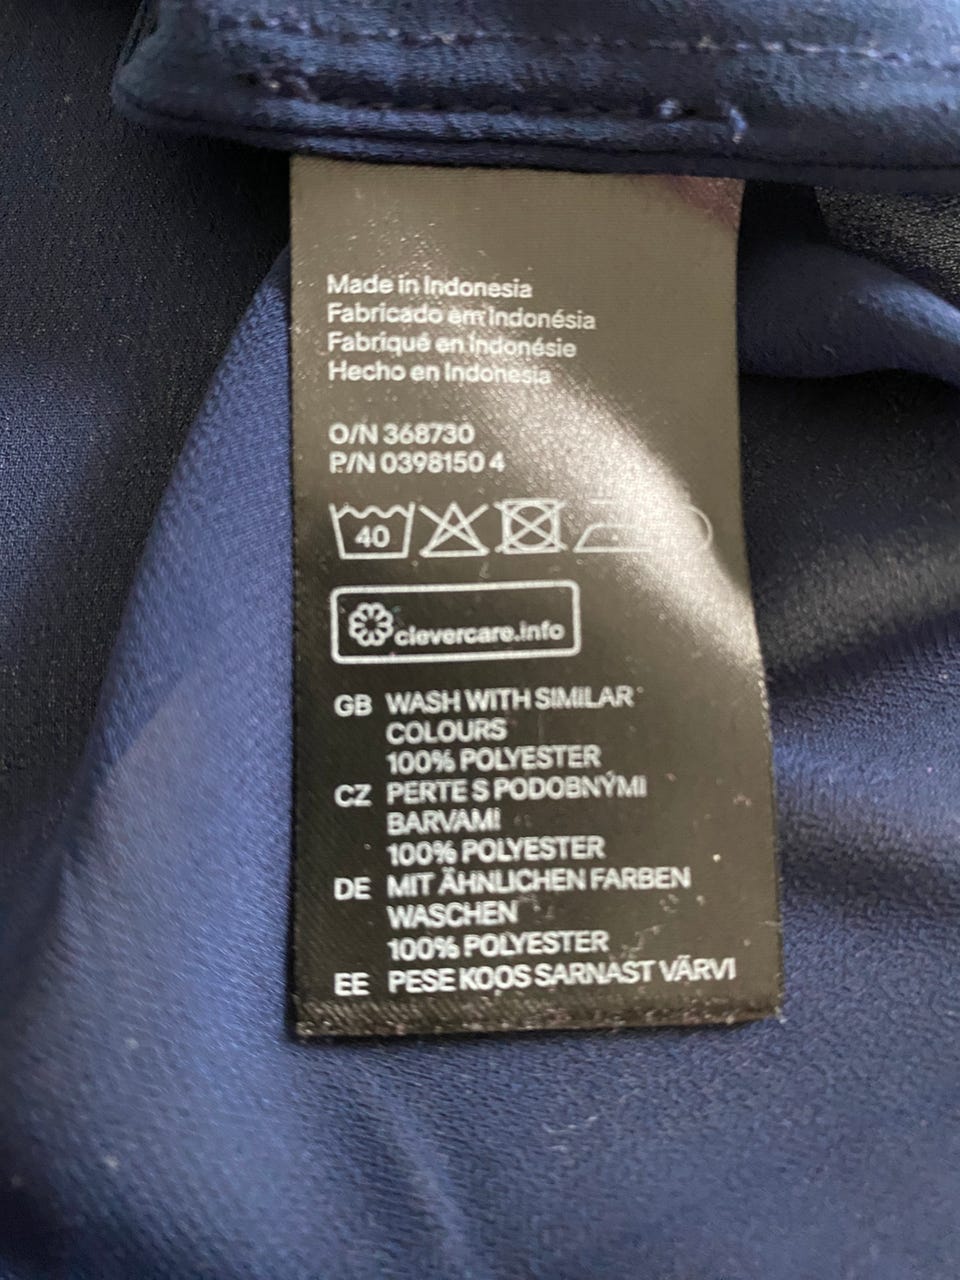 Made in Indonesia
Fabricado em Indonésia
Fabriqué en Indonésie
Hecho en Indonesia
O/N 368730
P/N 0398150 4
40
clevercare.info
GB WASH WITH SIMILAR
COLOURS
100% POLYESTER
CZ PERTE S PODOBNÝMI
BARVAMI
100% POLYESTER
DE MIT ÄHNLICHEN FARBEN
WASCHEN
100% POLYESTER
EE PESE KOOS SARNAST VÄRVI